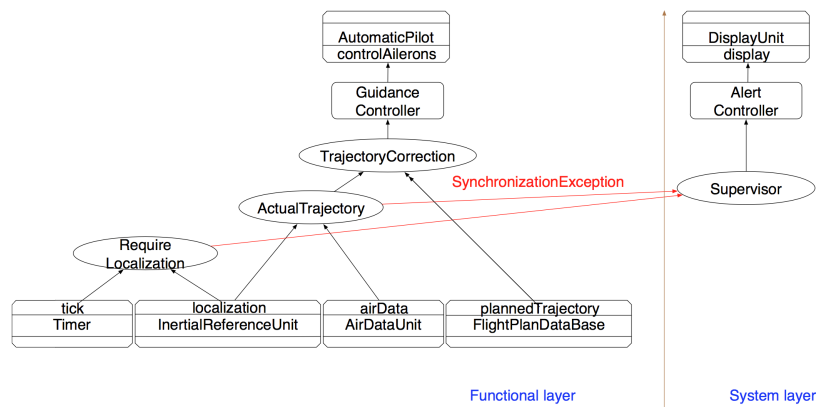 AutomaticPilot
controlAilerons
DisplayUnit
display
Guidance
Controller
Alert
Controller
TrajectoryCorrection
SynchronizationException
Supervisor
ActualTrajectory
Require
Localization
tick
Timer
localization
InertialReferenceUnit
airData
AirDataUnit
plannedTrajectory
FlightPlanDataBase
Functional layer
System layer